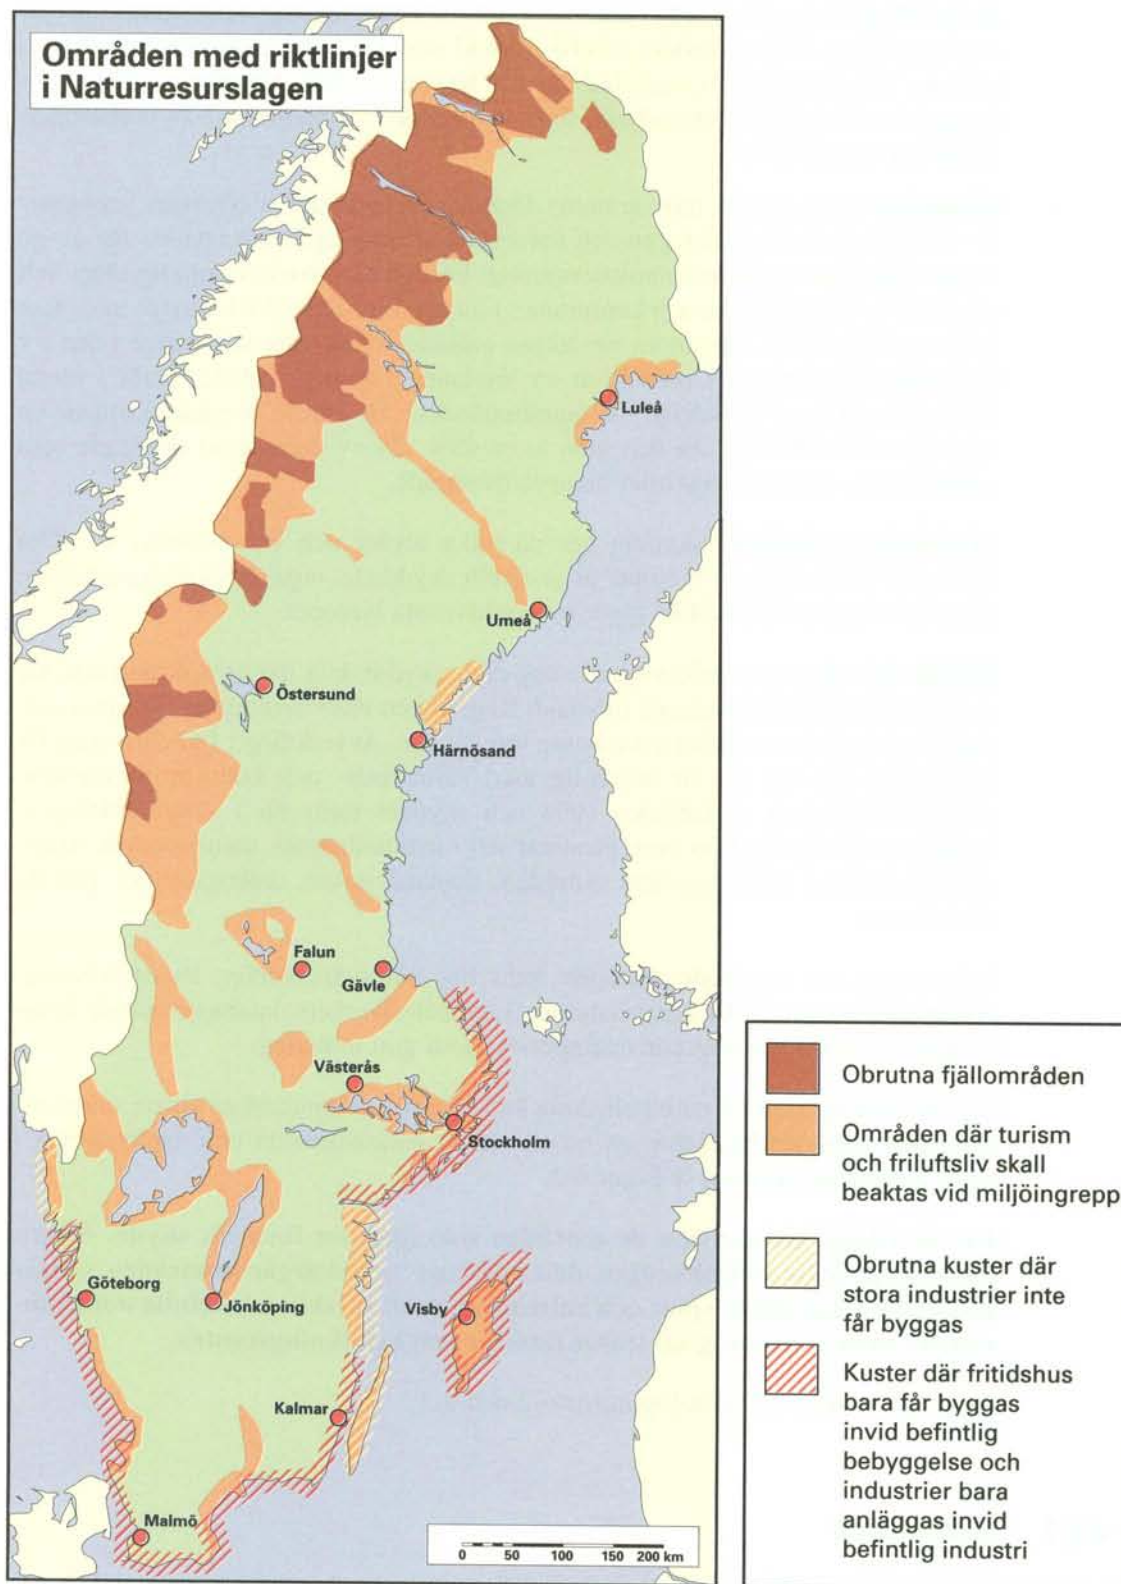 Områden med riktlinjer
i Naturresurslagen
Luleå
Umeå
Östersund
Härnösand
Falun
Gävle
Västerås
Stockholm
Göteborg
Jönköping
Visby
Kalmar
Malmö
0 50 100 150 200 km
Obrutna fjällområden
Områden där turism
och friluftsliv skall
beaktas vid miljöingrepp
Obrutna kuster där
stora industrier inte
får byggas
Kuster där fritidshus
bara får byggas
invid befintlig
bebyggelse och
industrier bara
anläggas invid
befintlig industri